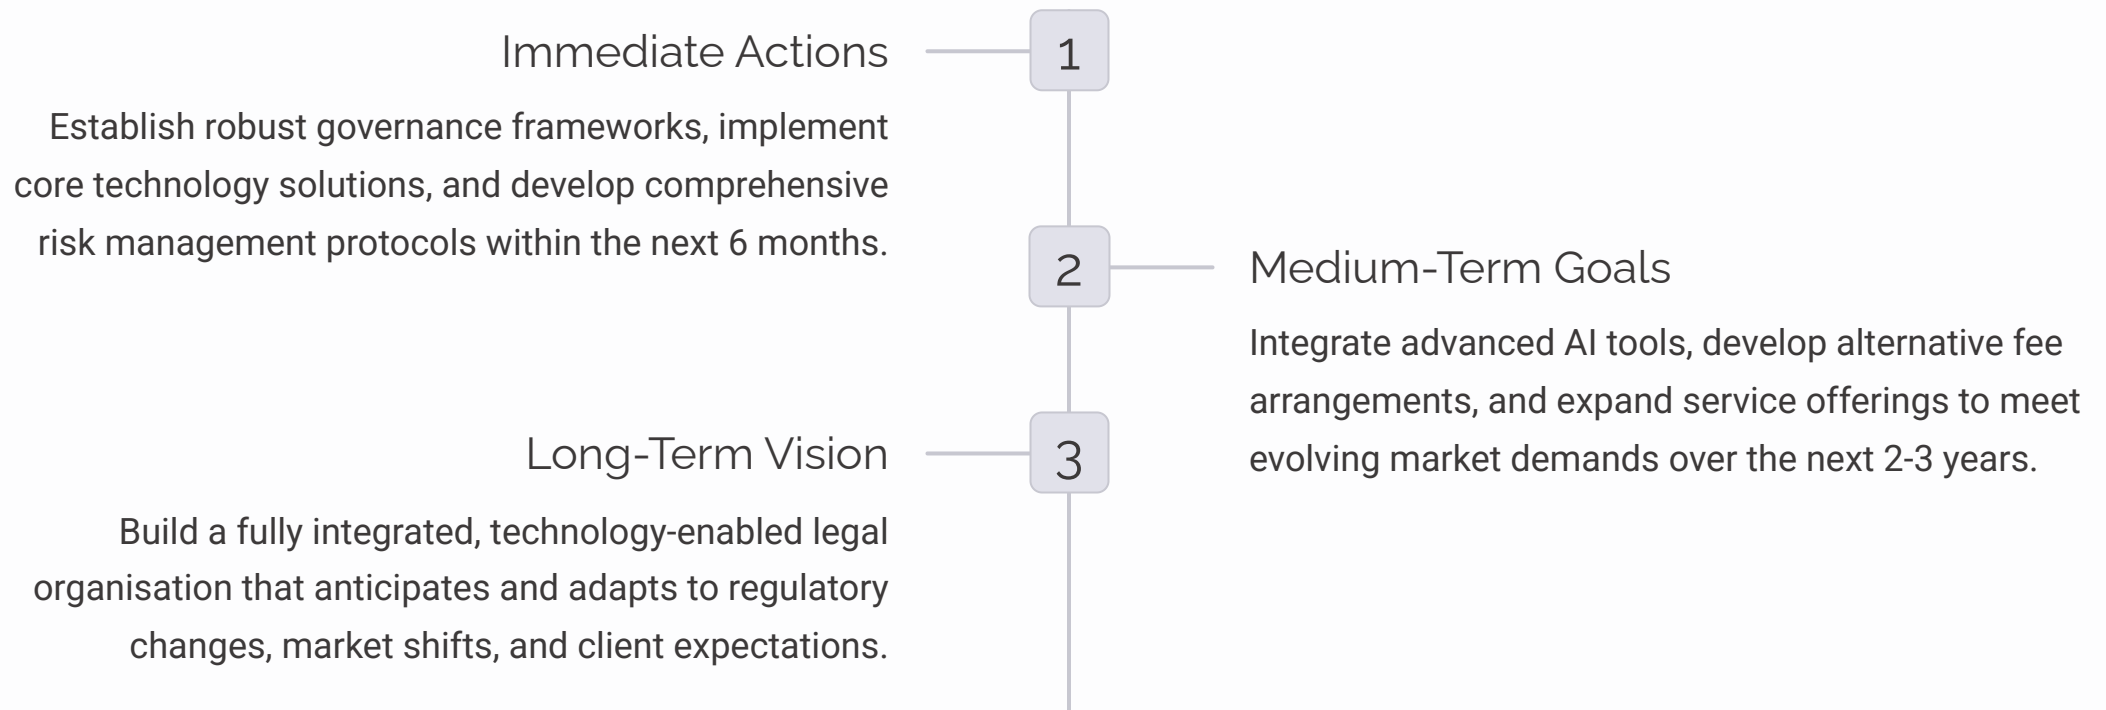 Immediate Actions
1
Establish robust governance frameworks, implement
core technology solutions, and develop comprehensive
risk management protocols within the next 6 months.
2
Medium-Term Goals
Integrate advanced AI tools, develop alternative fee
arrangements, and expand service offerings to meet
evolving market demands over the next 2-3 years.
Long-Term Vision
3
Build a fully integrated, technology-enabled legal
organisation that anticipates and adapts to regulatory
changes, market shifts, and client expectations.